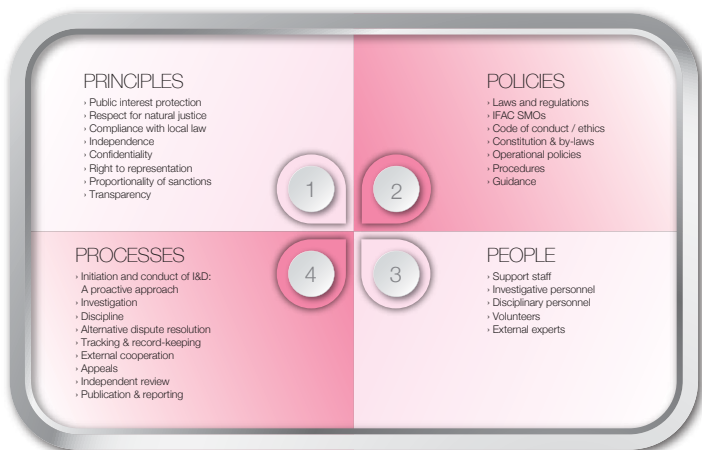 PRINCIPLES
› Public interest protection
› Respect for natural justice
› Compliance with local law
› Independence
› Confidentiality
› Right to representation
› Proportionality of sanctions
› Transparency
1
POLICIES
› Laws and regulations
› IFAC SMOs
› Code of conduct / ethics
› Constitution & by-laws
› Operational policies
› Procedures
› Guidance
2
PROCESSES
› Initiation and conduct of I&D:
A proactive approach
› Investigation
› Discipline
› Alternative dispute resolution
› Tracking & record-keeping
› External cooperation
› Appeals
› Independent review
› Publication & reporting
4
PEOPLE
› Support staff
› Investigative personnel
› Disciplinary personnel
› Volunteers
› External experts
3